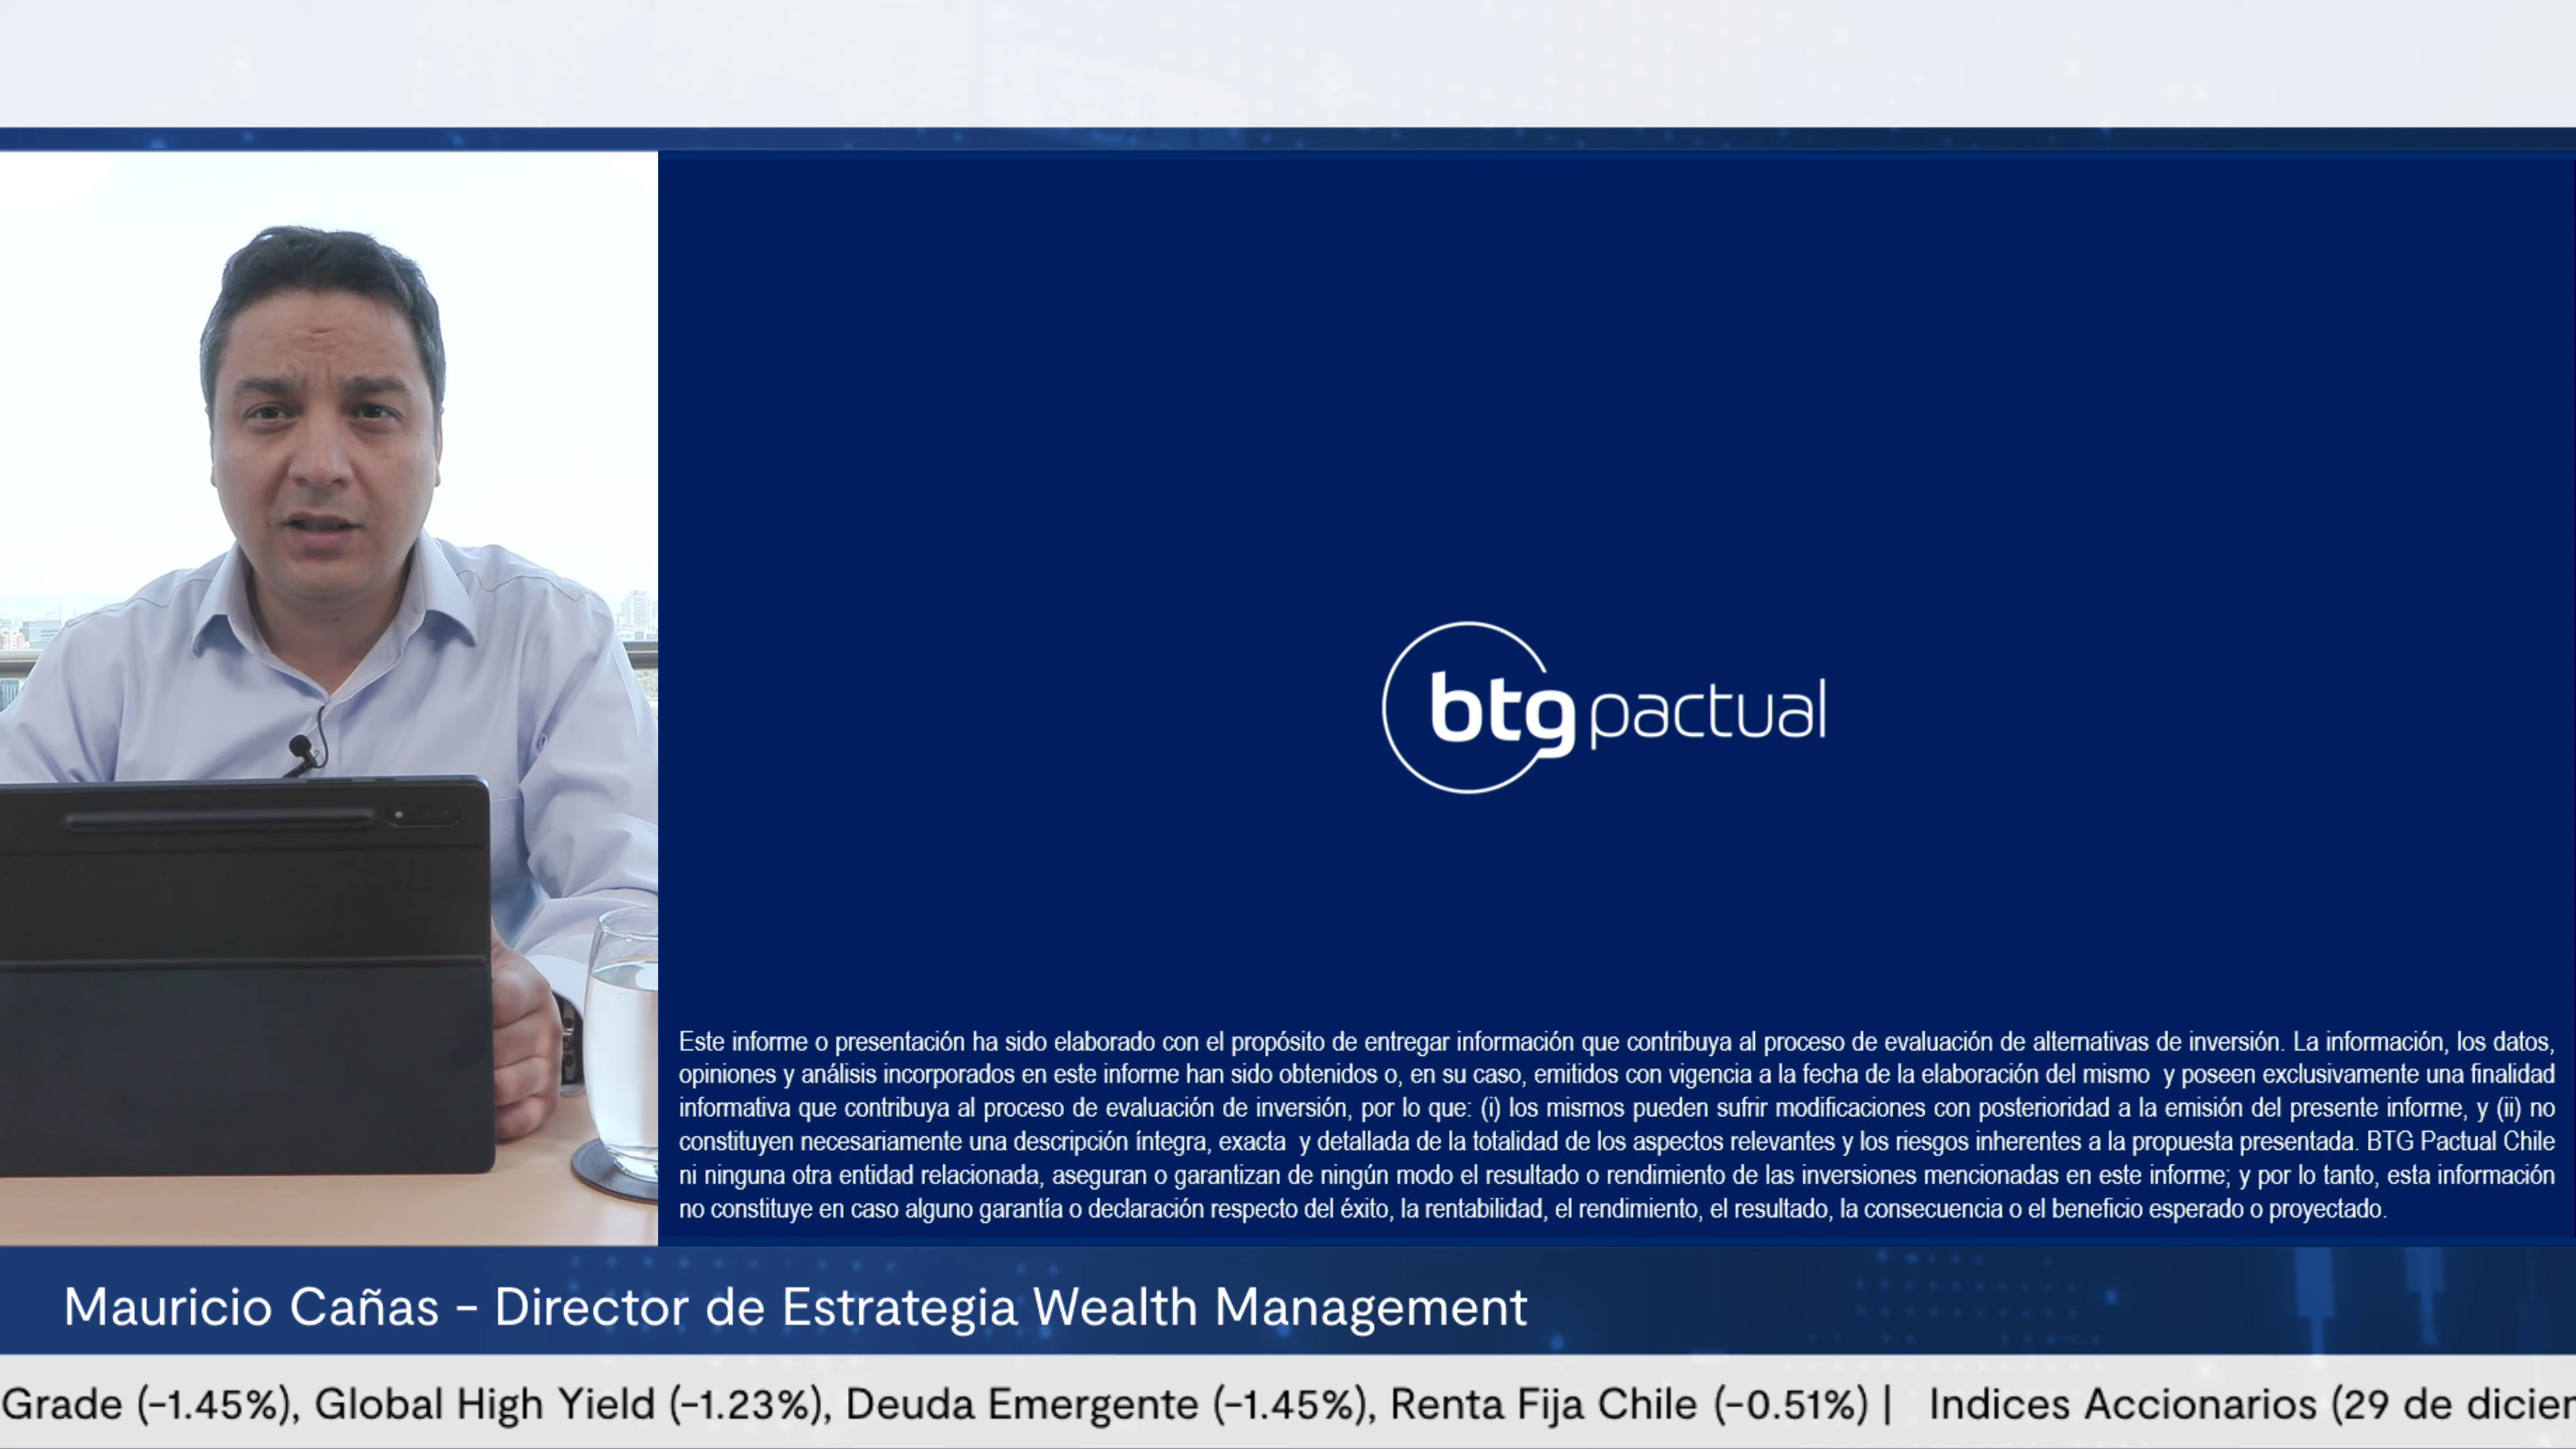 btg pactual
Este informe o presentación ha sido elaborado con el propósito de entregar información que contribuya al proceso de evaluación de alternativas de inversión. La información, los datos,
opiniones y análisis incorporados en este informe han sido obtenidos o, en su caso, emitidos con vigencia a la fecha de la elaboración del mismo y poseen exclusivamente una finalidad
informativa que contribuya al proceso de evaluación de inversión, por lo que: (i) los mismos pueden sufrir modificaciones con posterioridad a la emisión del presente informe, y (ii) no
constituyen necesariamente una descripción íntegra, exacta y detallada de la totalidad de los aspectos relevantes y los riesgos inherentes a la propuesta presentada. BTG Pactual Chile
ni ninguna otra entidad relacionada, aseguran o garantizan de ningún modo el resultado o rendimiento de las inversiones mencionadas en este informe; y por lo tanto, esta información
no constituye en caso alguno garantía o declaración respecto del éxito, la rentabilidad, el rendimiento, el resultado, la consecuencia o el beneficio esperado o proyectado.
Mauricio Cañas - Director de Estrategia Wealth Management
Grade (-1.45%), Global High Yield (-1.23%), Deuda Emergente (-1.45%), Renta Fija Chile (-0.51%) | Indices Accionarios (29 de dicie